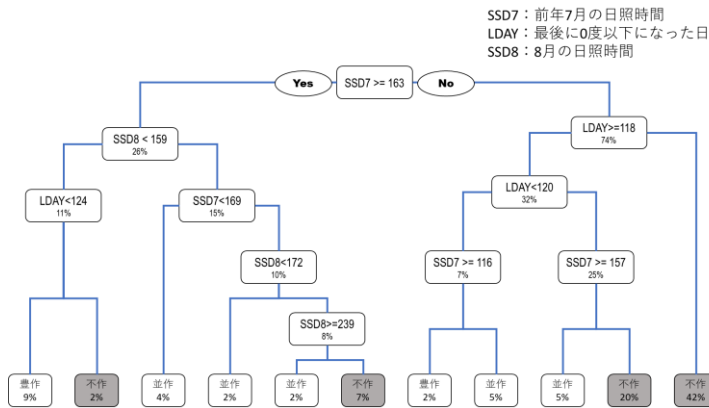 SSD7：前年7月の日照時間
LDAY：最後に0度以下になった日
SSD8：8月の日照時間
Yes
SSD7 >= 163
No
SSD8 < 159
26%
LDAY>=118
74%
LDAY<124
11%
SSD7<169
15%
LDAY<120
32%
SSD8<172
10%
SSD7 >= 116
7%
SSD7 >= 157
25%
SSD8>=239
8%
豊作
9%
不作
2%
並作
4%
並作
2%
並作
2%
不作
7%
豊作
2%
並作
5%
並作
5%
不作
20%
不作
42%